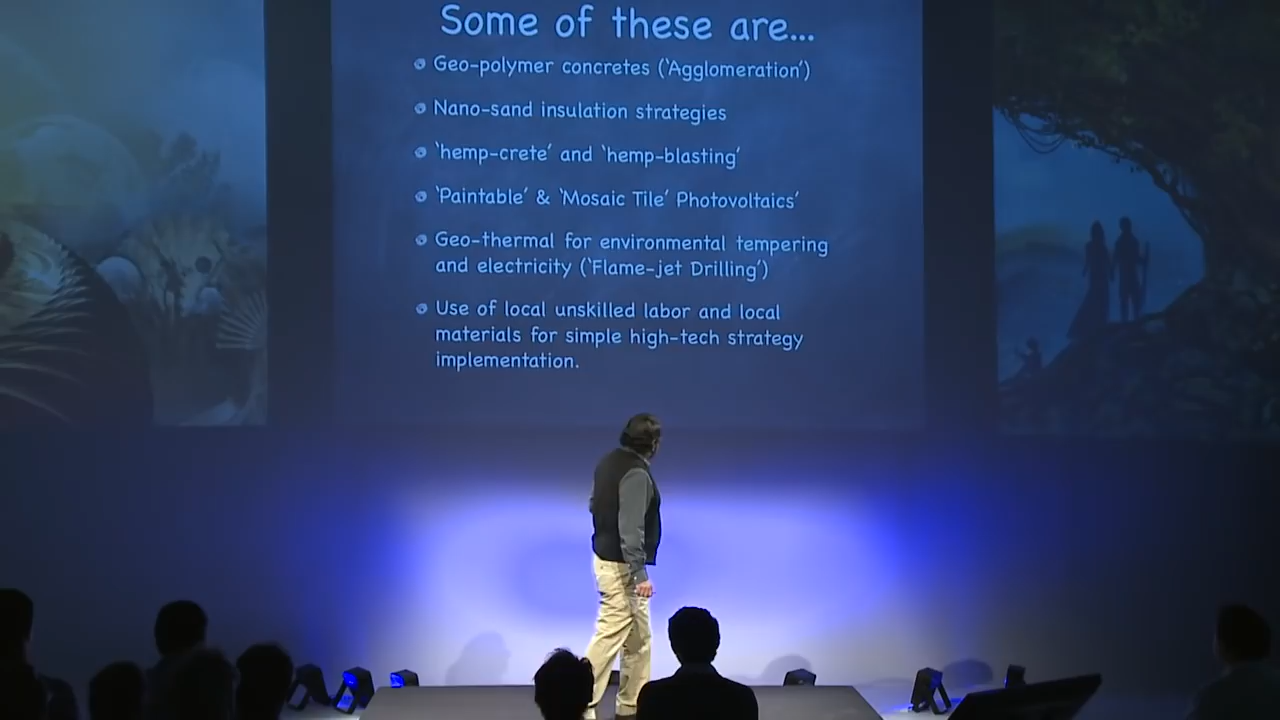 Some of these are...
Geo-polymer concretes ('Agglomeration')
Nano-sand insulation strategies
'hemp-crete' and 'hemp-blasting'
'Paintable' & 'Mosaic Tile' Photovoltaics'
Geo-thermal for environmental tempering
and electricity ('Flame-jet Drilling')
Use of local unskilled labor and local
materials for simple high-tech strategy
implementation.